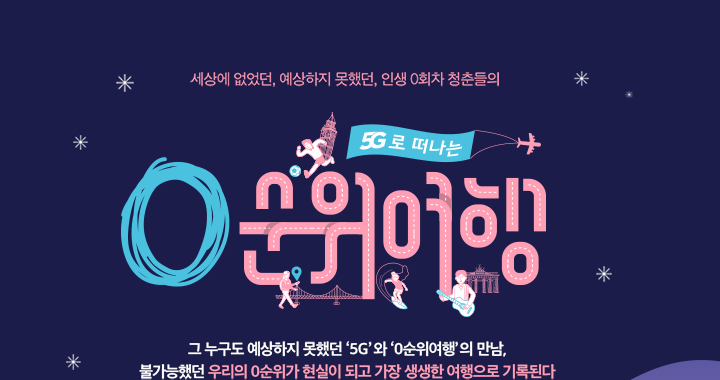 세상에 없었던, 예상하지 못했던, 인생 0회차 청춘들의
5G로 떠나는
0순위여행
그 누구도 예상하지 못했던 ‘5G’와 ‘0순위여행’의 만남,
불가능했던 우리의 0순위가 현실이 되고 가장 생생한 여행으로 기록된다